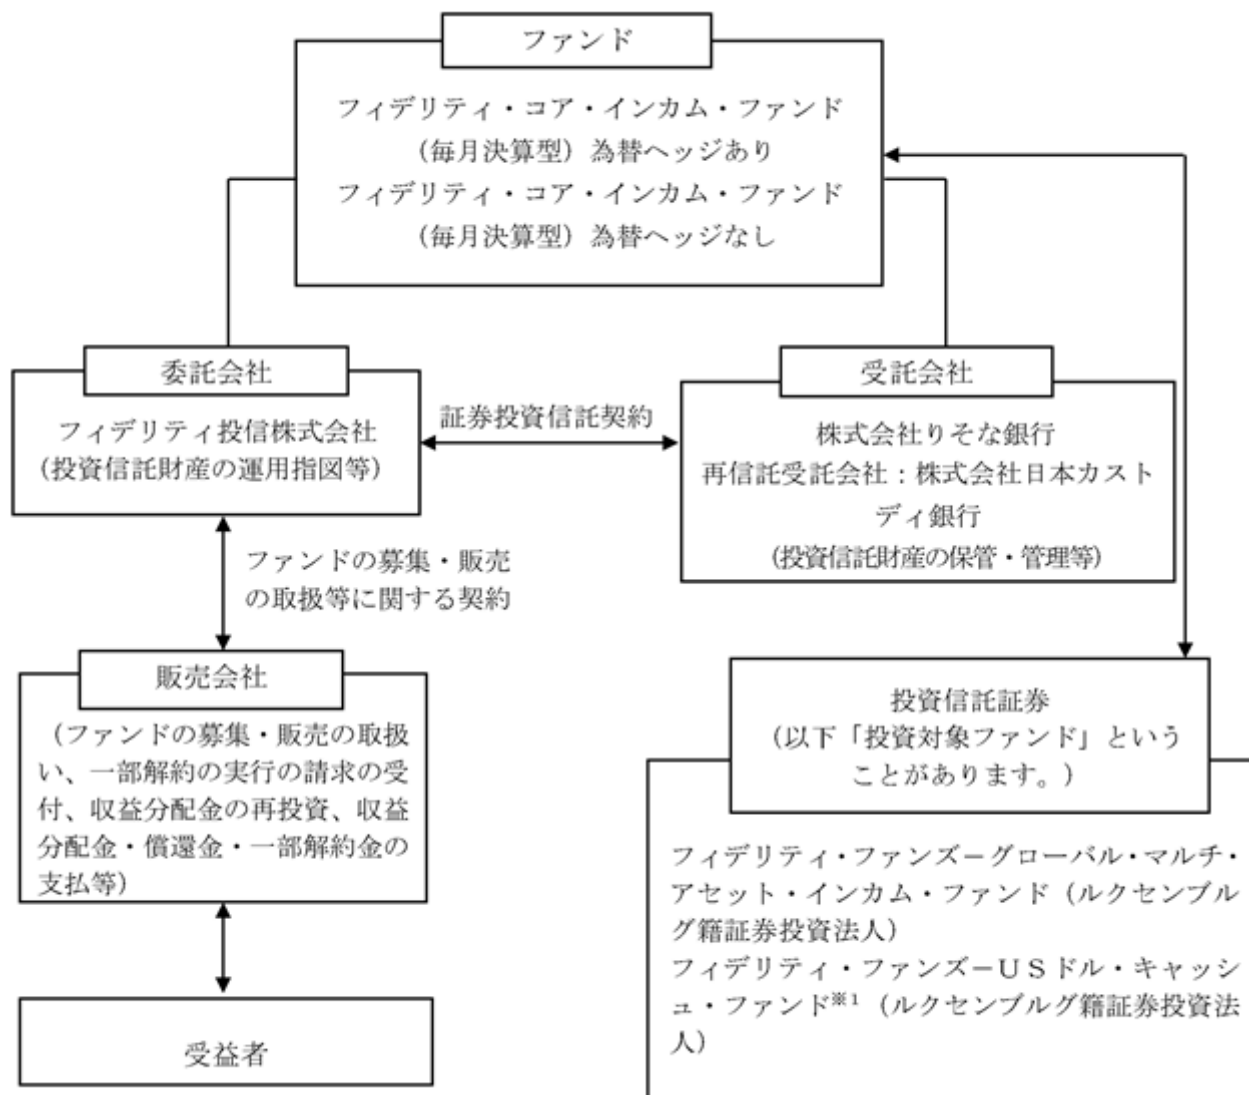 ファンド
フィデリティ・コア・インカム・ファンド
（毎月決算型）為替ヘッジあり
フィデリティ・コア・インカム・ファンド
（毎月決算型）為替ヘッジなし
委託会社
フィデリティ投信株式会社
（投資信託財産の運用指図等）
証券投資信託契約
受託会社
株式会社りそな銀行
再信託受託会社：株式会社日本カスト
ディ銀行
（投資信託財産の保管・管理等）
ファンドの募集・販売
の取扱等に関する契約
販売会社
（ファンドの募集・販売の取扱
い、一部解約の実行の請求の受
付、収益分配金の再投資、収益
分配金・償還金・一部解約金の
支払等）
受益者
投資信託証券
（以下「投資対象ファンド」という
ことがあります。）
フィデリティ・ファンズ－グローバル・マルチ・
アセット・インカム・ファンド（ルクセンブル
グ籍証券投資法人）
フィデリティ・ファンズ－ＵＳドル・キャッシ
ュ・ファンド※１（ルクセンブルグ籍証券投資法
人）